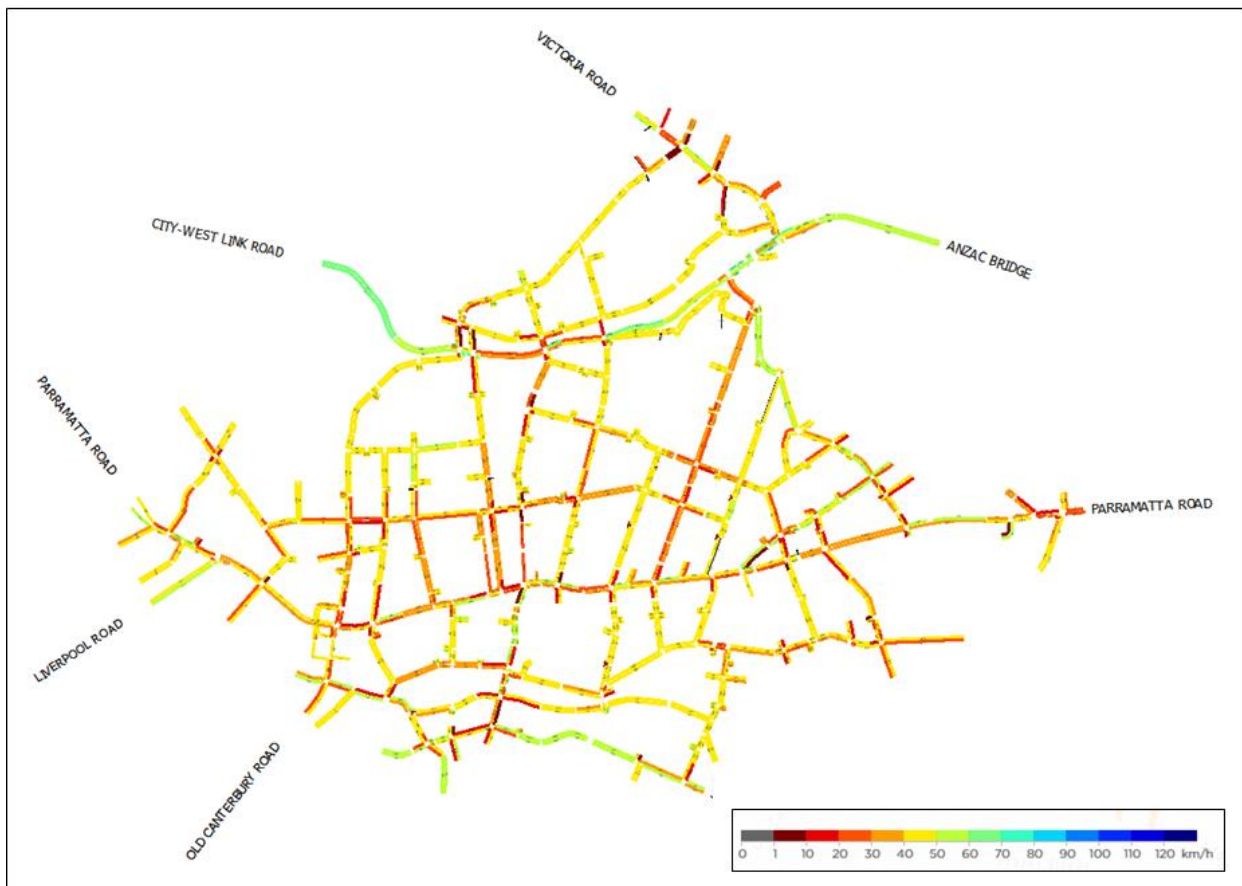 VICTORIA ROAD
CITY-WEST LINK ROAD
ANZAC BRIDGE
PARRAMATTA ROAD
PARRAMATTA ROAD
LIVERPOOL ROAD
OLD CANTERBURY ROAD
0 1 10 20 30 40 50 60 70 80 90 100 110 120 km/h